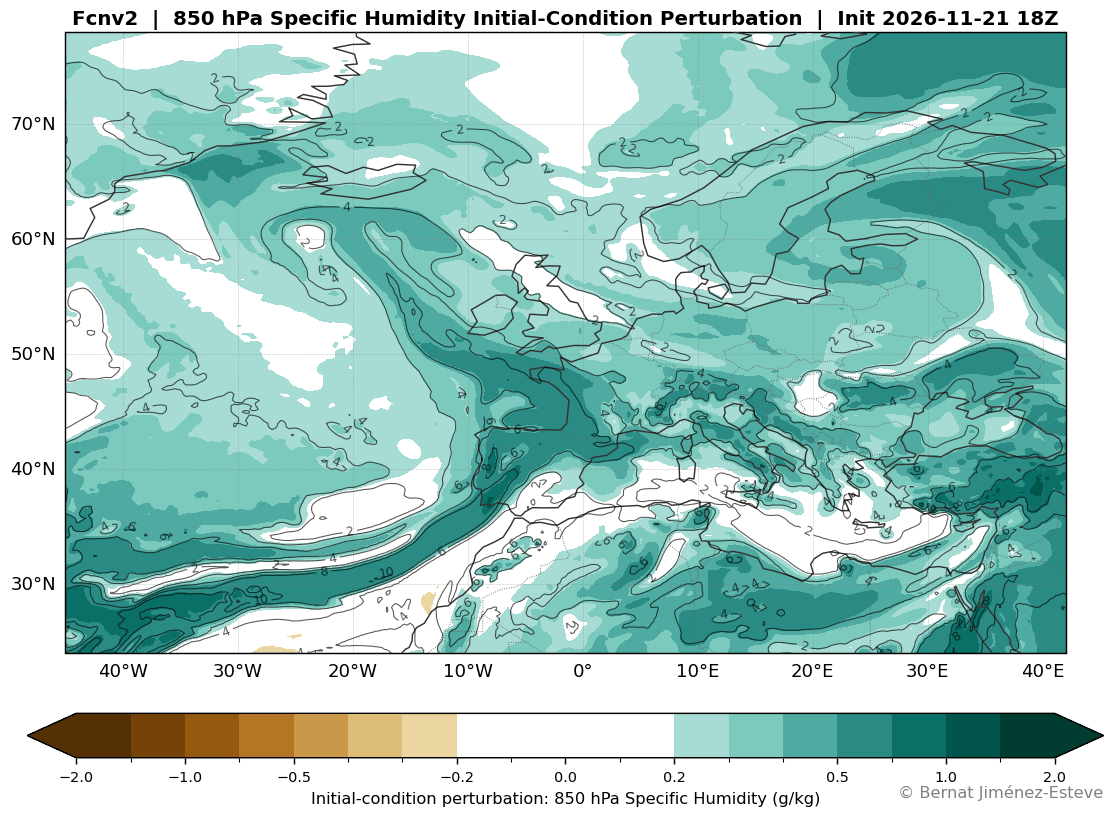 Fcnv2 | 850 hPa Specific Humidity Initial-Condition Perturbation | Init 2026-11-21 18Z
70°N
60°N
50°N
40°N
30°N
40°W 30°W 20°W 10°W 0° 10°E 20°E 30°E 40°E
−2.0 −1.0 −0.5 −0.2 0.0 0.2 0.5 1.0 2.0
Initial-condition perturbation: 850 hPa Specific Humidity (g/kg)
© Bernat Jiménez-Esteve